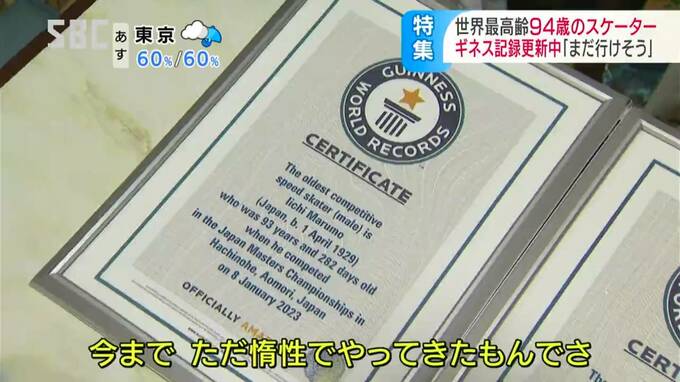 SBC
あす
東京
60%/60%
特集
世界最高齢94歳のスケーター
ギネス記録更新中「まだ行けそう」
GUINNESS
WORLD RECORDS
CERTIFICATE
The oldest competitive
speed skater (male) is
Iichi Marumo
(Japan, b. 1 April 1929)
who was 93 years and 282 days old
when he competed
in the Japan Masters Championships in
Hachinohe, Aomori, Japan
on 8 January 2023
OFFICIALLY
WORLD
CERTI
The
今まで ただ惰性でやってきたもんでさ